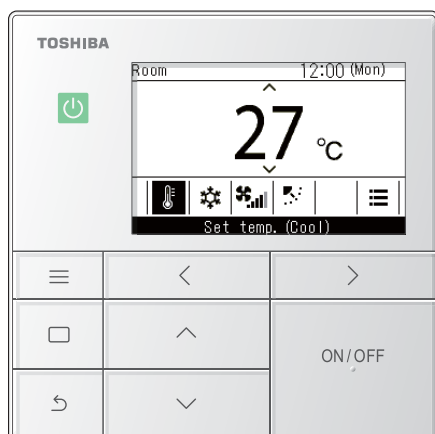 TOSHIBA
Room 12:00 (Mon)
27 °C
Set temp. (Cool)
ON/OFF